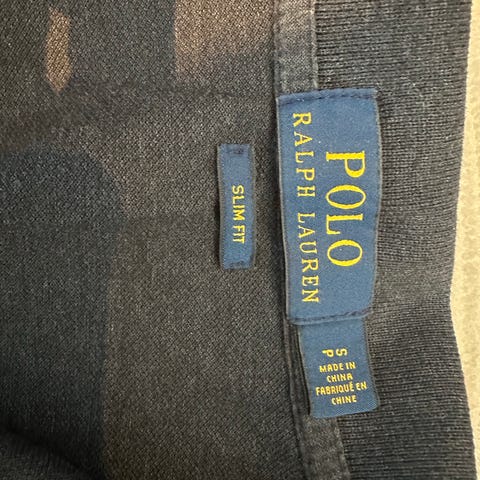 POLO
RALPH LAUREN
SLIM FIT
S
P
MADE IN
CHINA
FABRIQUÉ EN
CHINE